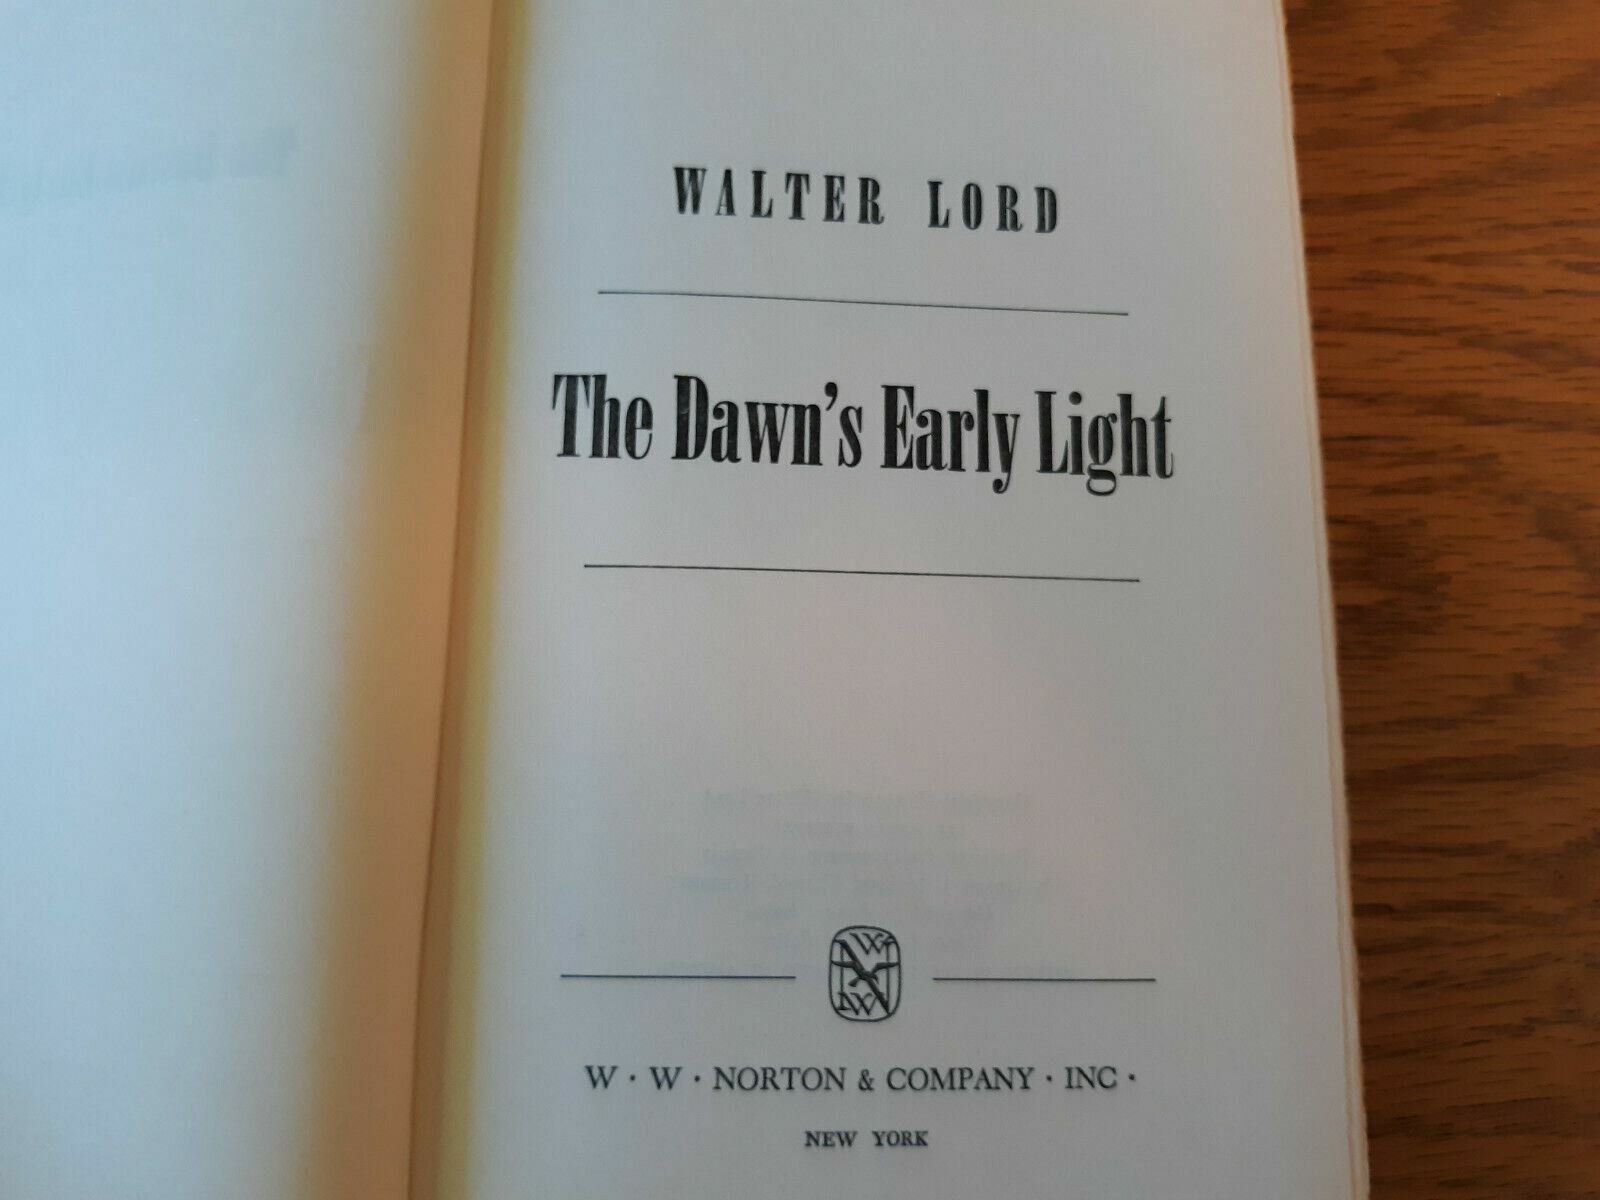 WALTER LORD
The Dawn's Early Light
W · W · NORTON & COMPANY · INC ·
NEW YORK